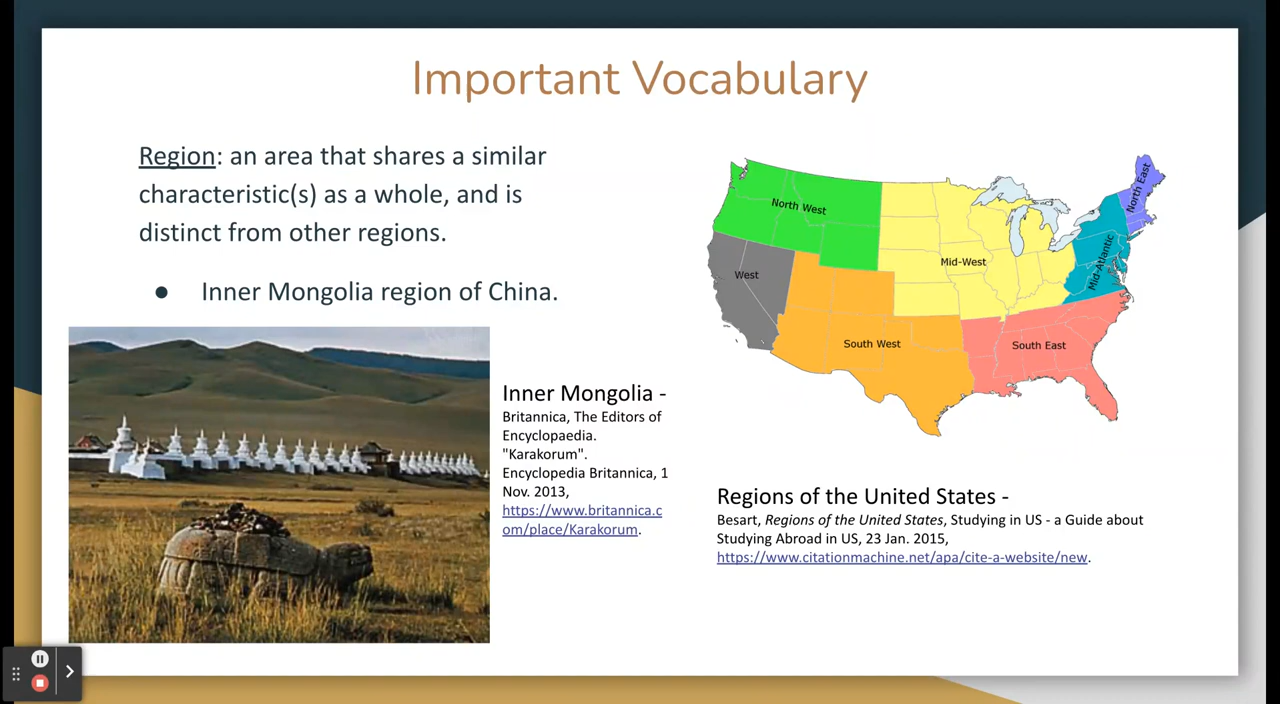 Important Vocabulary
Region: an area that shares a similar
characteristic(s) as a whole, and is
distinct from other regions.
● Inner Mongolia region of China.
Inner Mongolia -
Britannica, The Editors of
Encyclopaedia.
"Karakorum".
Encyclopedia Britannica, 1
Nov. 2013,
https://www.britannica.c
om/place/Karakorum.
North West
West
Mid-West
South West
South East
Mid-Atlantic
North East
Regions of the United States -
Besart, Regions of the United States, Studying in US - a Guide about
Studying Abroad in US, 23 Jan. 2015,
https://www.citationmachine.net/apa/cite-a-website/new.